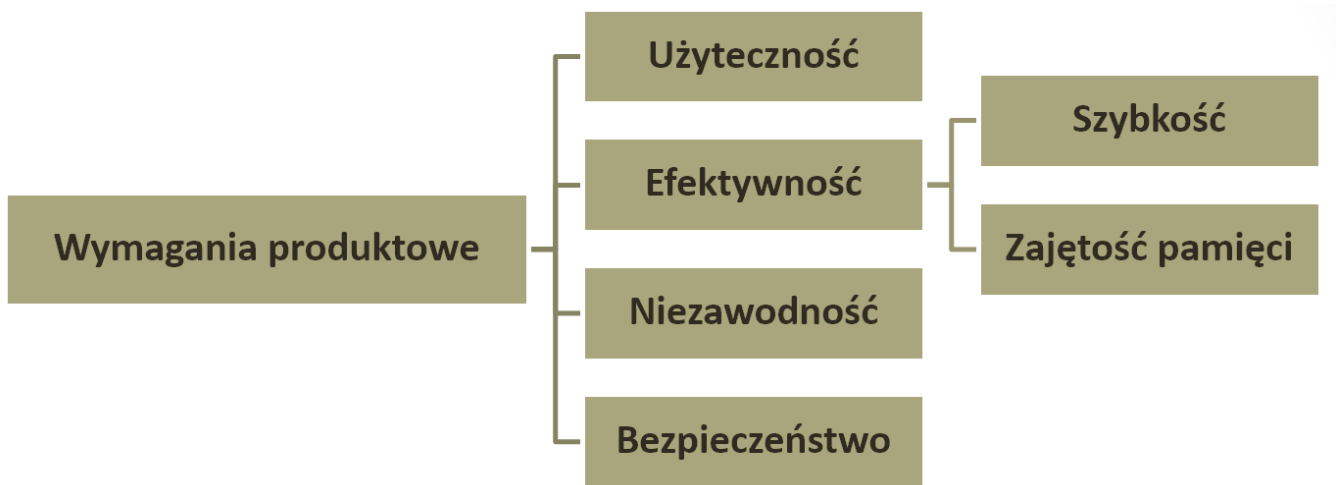 Wymagania produktowe
Użyteczność
Efektywność
Szybkość
Zajętość pamięci
Niezawodność
Bezpieczeństwo